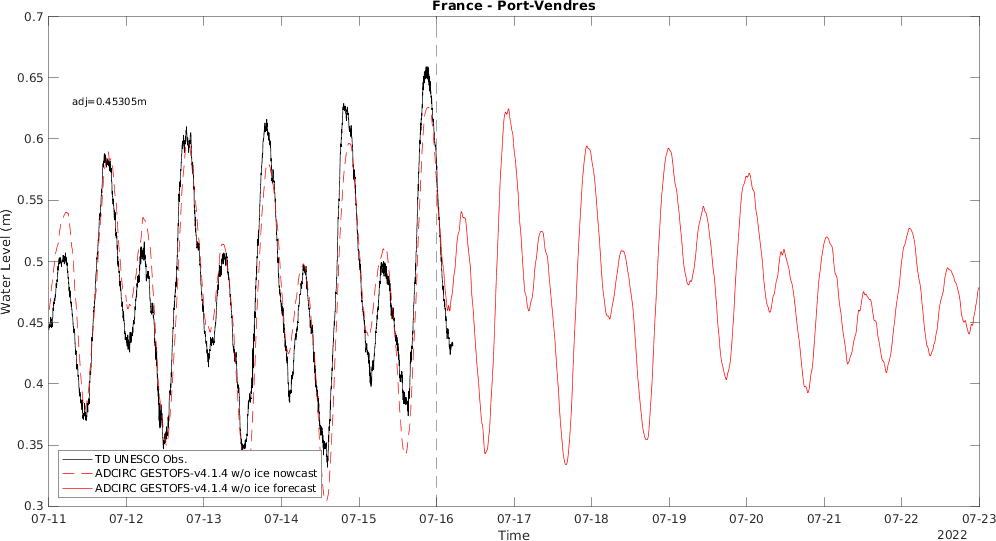 France - Port-Vendres
0.7
0.65
0.6
0.55
0.5
0.45
0.4
0.35
0.3
Water Level (m)
adj=0.45305m
TD UNESCO Obs.
ADCIRC GESTOFS-v4.1.4 w/o ice nowcast
ADCIRC GESTOFS-v4.1.4 w/o ice forecast
07-11 07-12 07-13 07-14 07-15 07-16 07-17 07-18 07-19 07-20 07-21 07-22 07-23
Time
2022